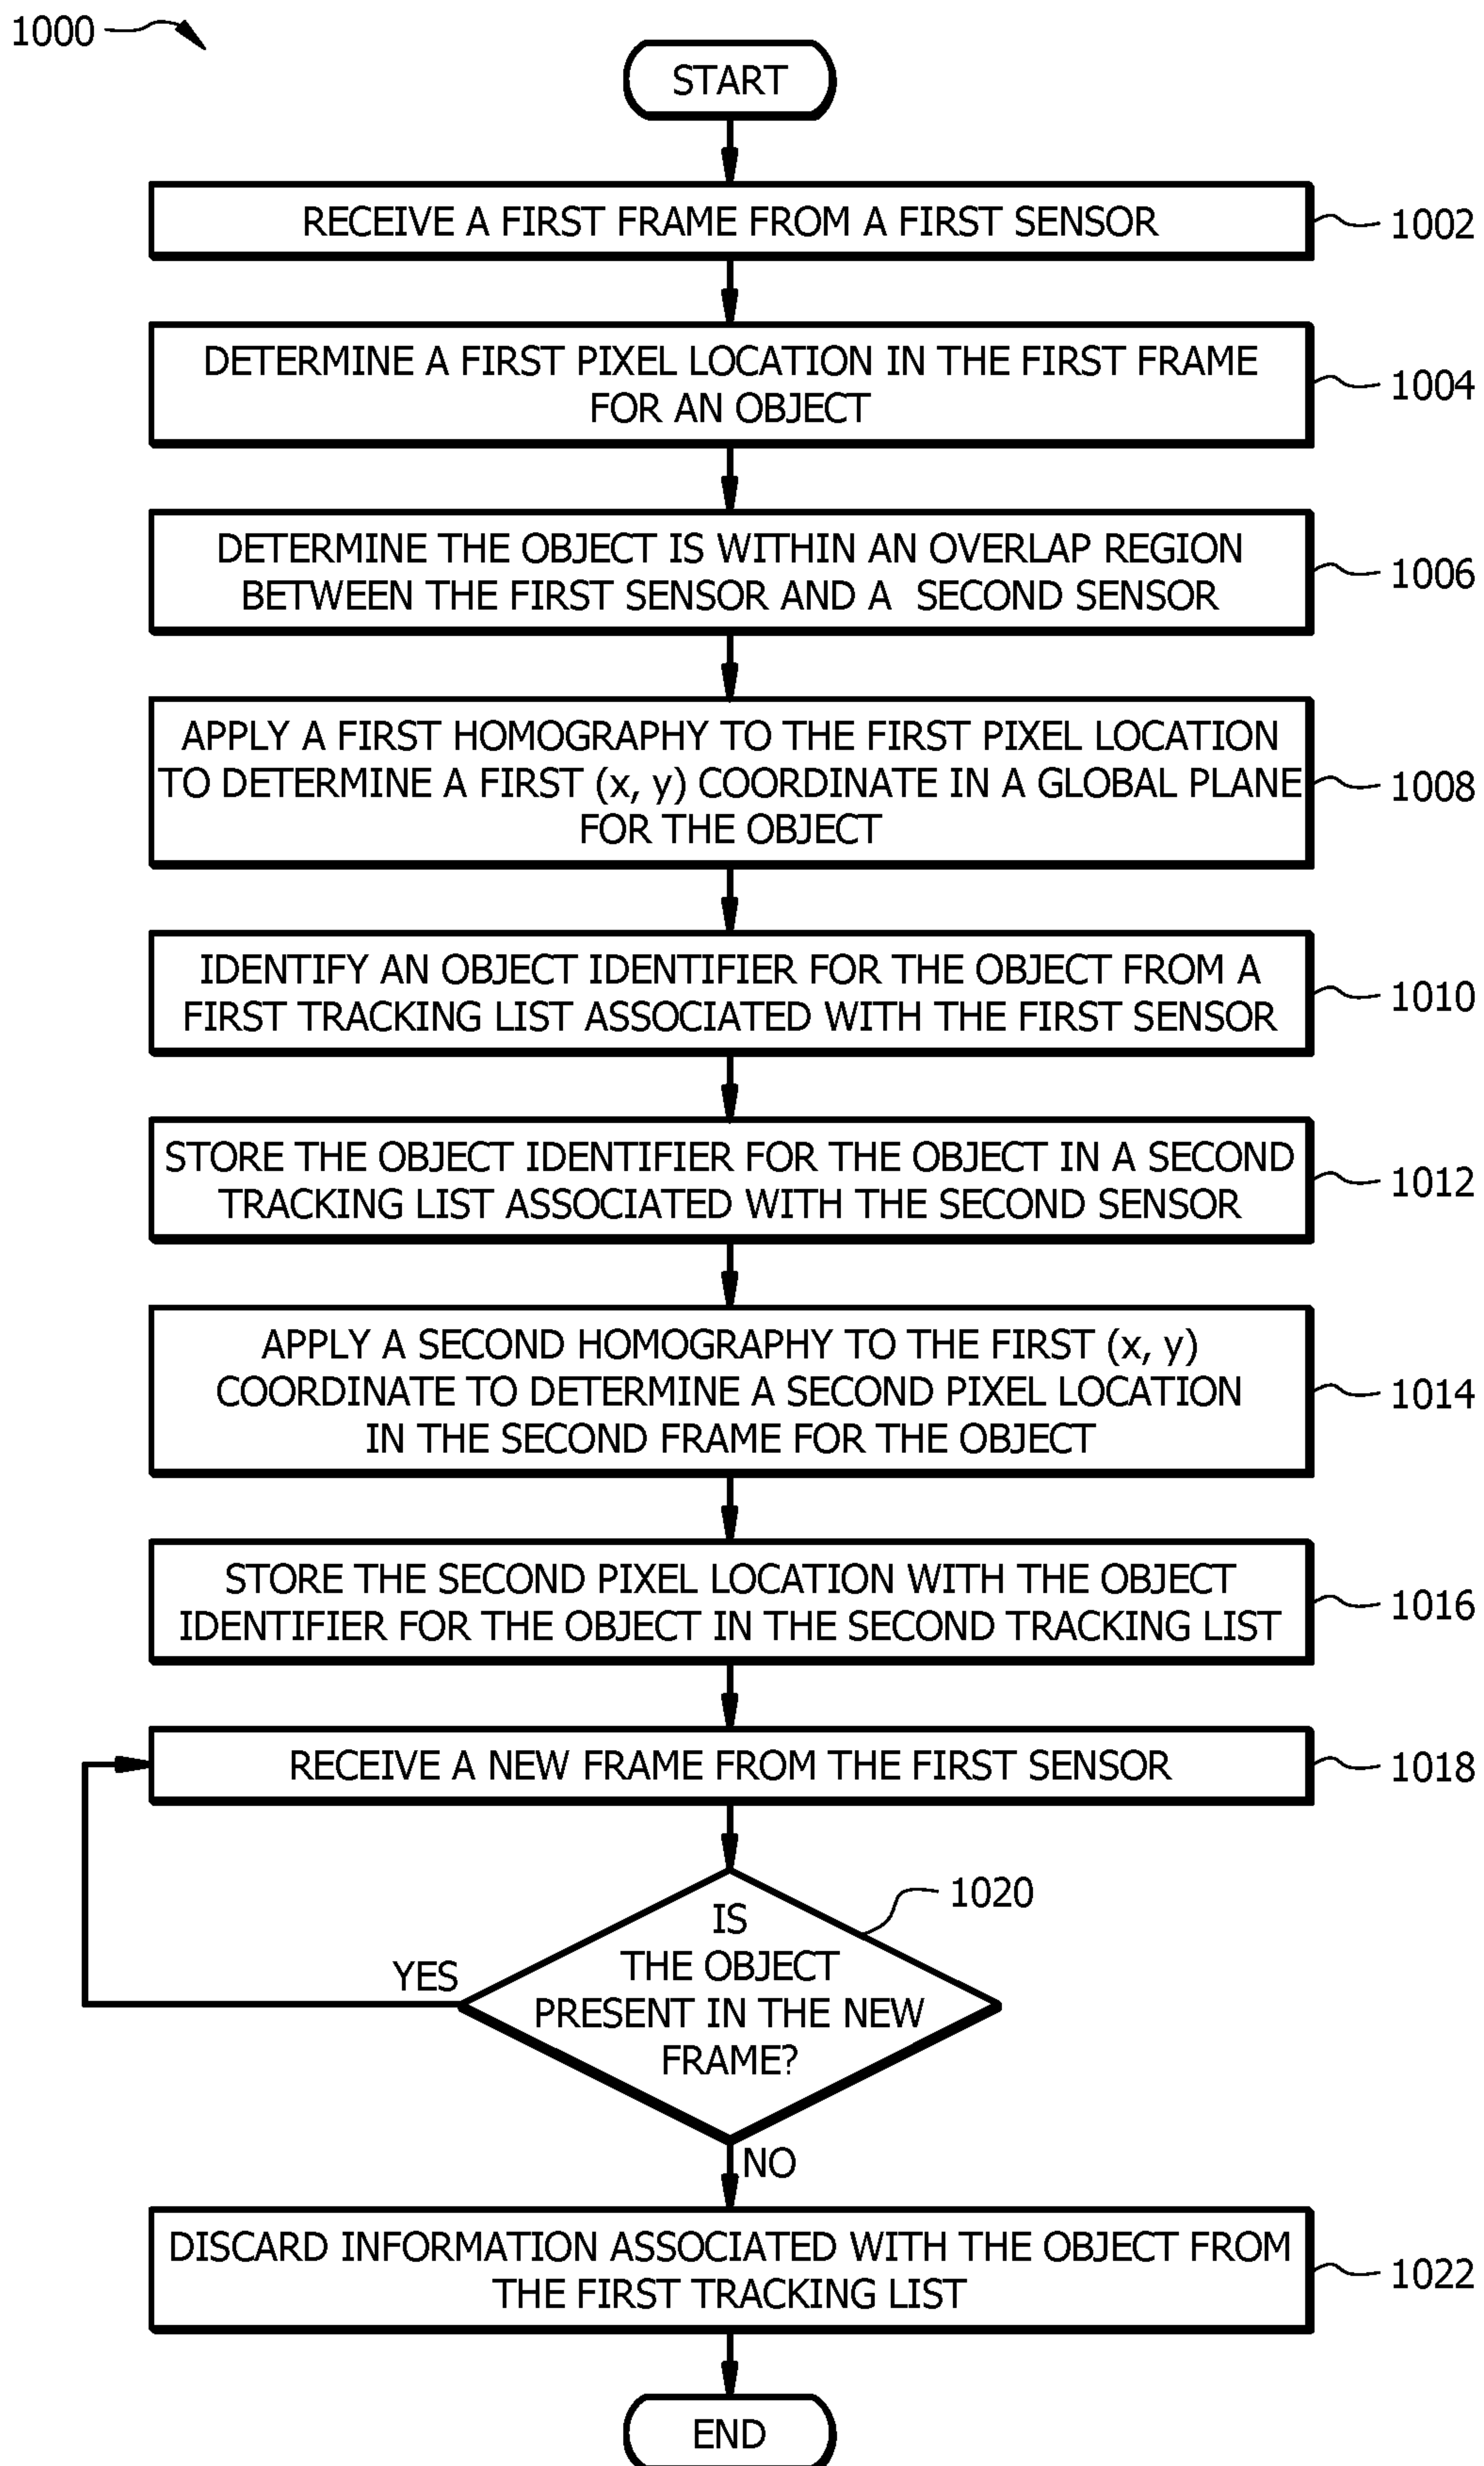 1000
START
RECEIVE A FIRST FRAME FROM A FIRST SENSOR
1002
DETERMINE A FIRST PIXEL LOCATION IN THE FIRST FRAME
FOR AN OBJECT
1004
DETERMINE THE OBJECT IS WITHIN AN OVERLAP REGION
BETWEEN THE FIRST SENSOR AND A SECOND SENSOR
1006
APPLY A FIRST HOMOGRAPHY TO THE FIRST PIXEL LOCATION
TO DETERMINE A FIRST (x, y) COORDINATE IN A GLOBAL PLANE
FOR THE OBJECT
1008
IDENTIFY AN OBJECT IDENTIFIER FOR THE OBJECT FROM A
FIRST TRACKING LIST ASSOCIATED WITH THE FIRST SENSOR
1010
STORE THE OBJECT IDENTIFIER FOR THE OBJECT IN A SECOND
TRACKING LIST ASSOCIATED WITH THE SECOND SENSOR
1012
APPLY A SECOND HOMOGRAPHY TO THE FIRST (x, y)
COORDINATE TO DETERMINE A SECOND PIXEL LOCATION
IN THE SECOND FRAME FOR THE OBJECT
1014
STORE THE SECOND PIXEL LOCATION WITH THE OBJECT
IDENTIFIER FOR THE OBJECT IN THE SECOND TRACKING LIST
1016
RECEIVE A NEW FRAME FROM THE FIRST SENSOR
1018
IS
THE OBJECT
PRESENT IN THE NEW
FRAME?
1020
YES
NO
DISCARD INFORMATION ASSOCIATED WITH THE OBJECT FROM
THE FIRST TRACKING LIST
1022
END